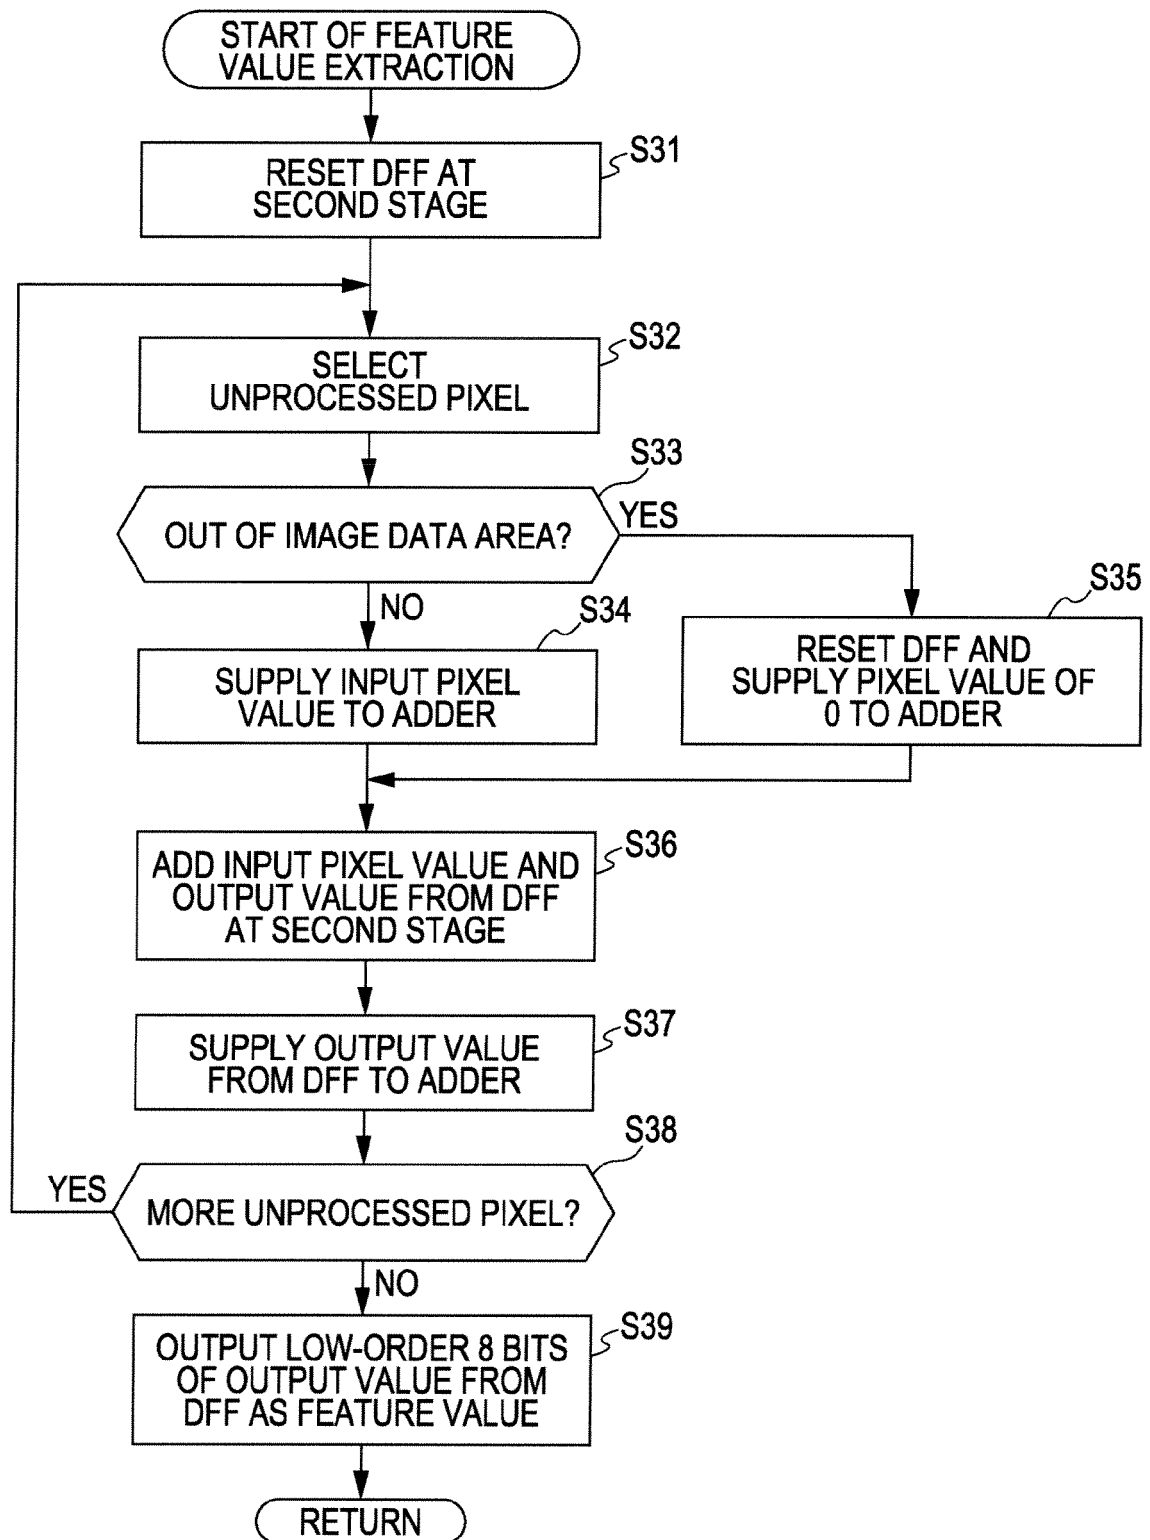 START OF FEATURE
VALUE EXTRACTION
S31
RESET DFF AT
SECOND STAGE
S32
SELECT
UNPROCESSED PIXEL
S33
OUT OF IMAGE DATA AREA?
YES
NO
S34
SUPPLY INPUT PIXEL
VALUE TO ADDER
S35
RESET DFF AND
SUPPLY PIXEL VALUE OF
0 TO ADDER
S36
ADD INPUT PIXEL VALUE AND
OUTPUT VALUE FROM DFF
AT SECOND STAGE
S37
SUPPLY OUTPUT VALUE
FROM DFF TO ADDER
S38
YES
MORE UNPROCESSED PIXEL?
NO
S39
OUTPUT LOW-ORDER 8 BITS
OF OUTPUT VALUE FROM
DFF AS FEATURE VALUE
RETURN